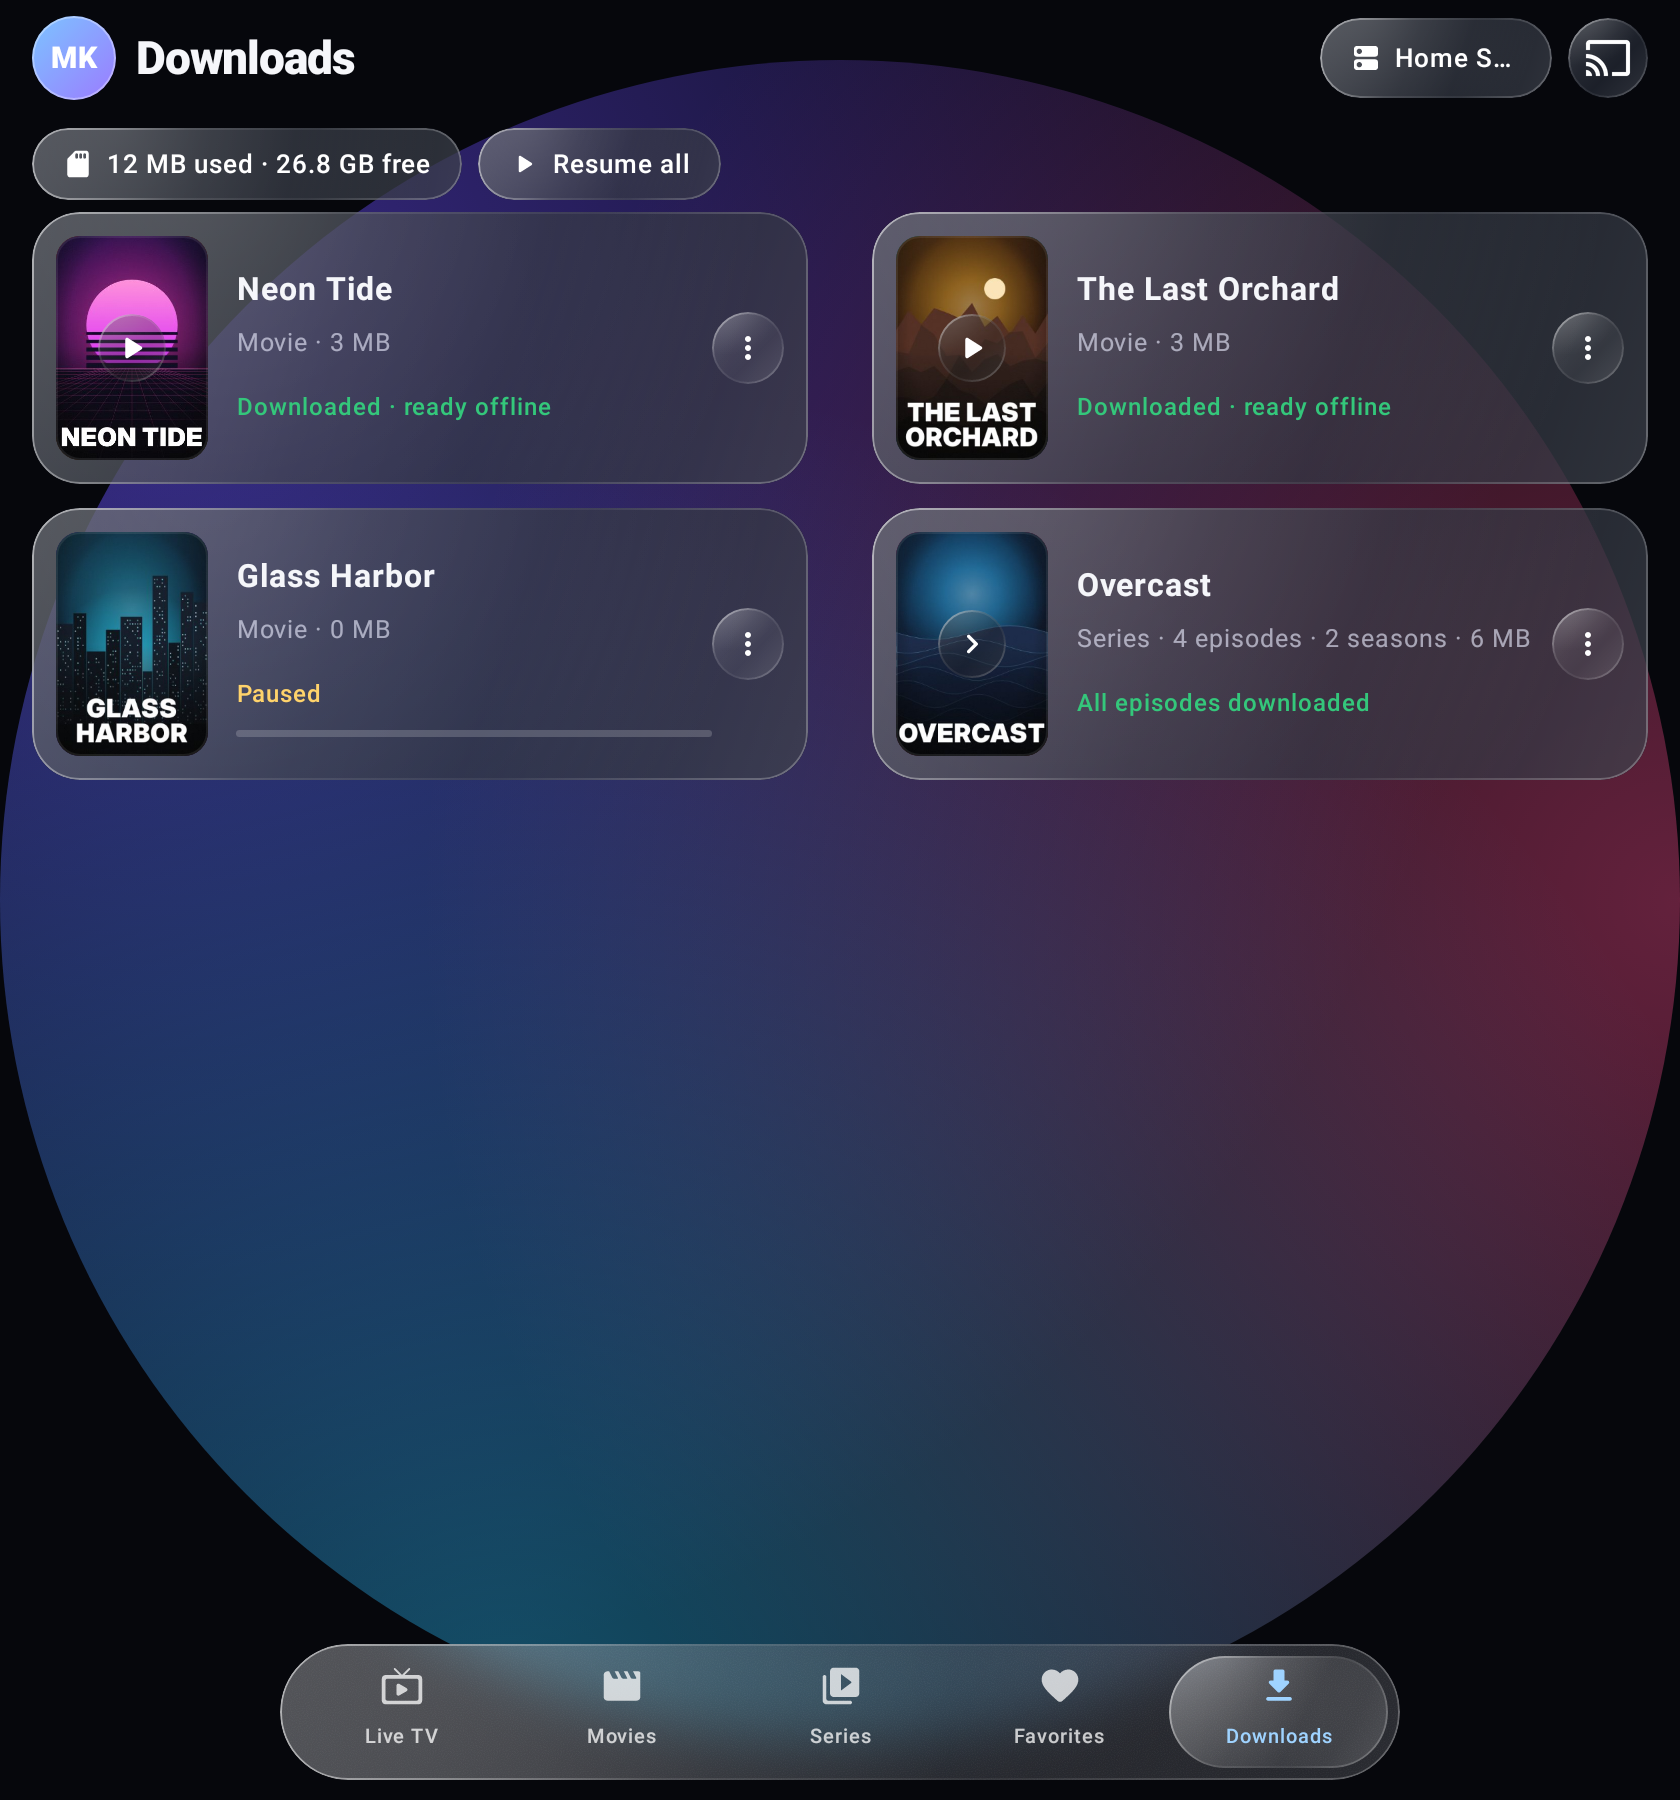 MK
Downloads
Home S...
12 MB used · 26.8 GB free
Resume all
NEON TIDE
Neon Tide
Movie · 3 MB
Downloaded · ready offline
THE LAST
ORCHARD
The Last Orchard
Movie · 3 MB
Downloaded · ready offline
GLASS
HARBOR
Glass Harbor
Movie · 0 MB
Paused
OVERCAST
Overcast
Series · 4 episodes · 2 seasons · 6 MB
All episodes downloaded
Live TV
Movies
Series
Favorites
Downloads